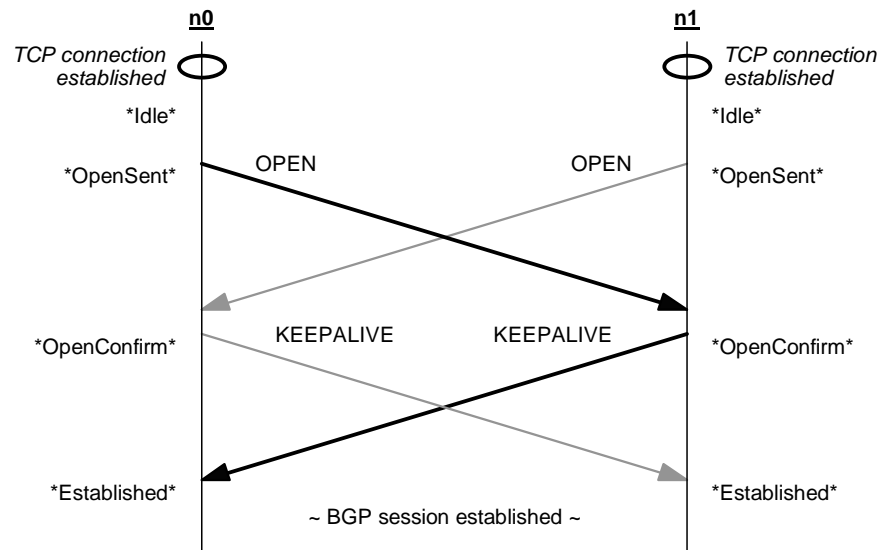 n0 n1
TCP connection established TCP connection established
*Idle* *Idle*
OPEN OPEN
*OpenSent* *OpenSent*
KEEPALIVE KEEPALIVE
*OpenConfirm* *OpenConfirm*
*Established* *Established*
~ BGP session established ~